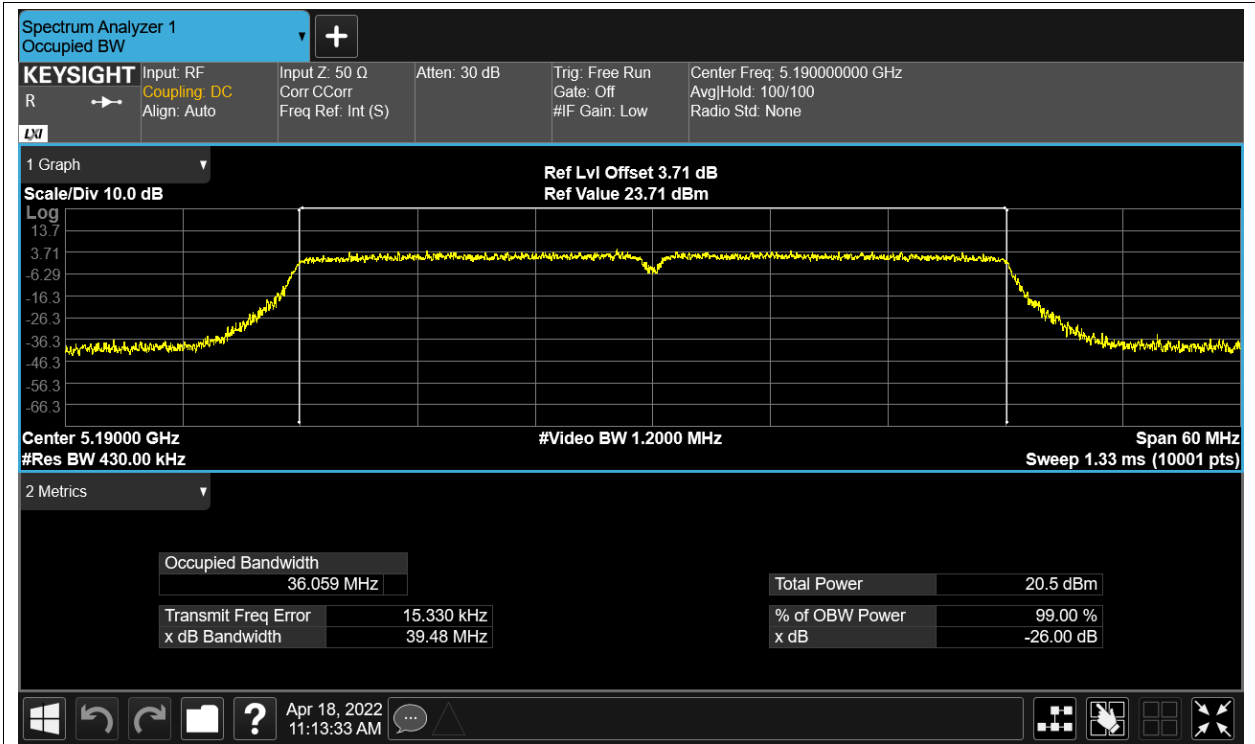 Spectrum Analyzer 1
Occupied BW
KEYSIGHT Input: RF Input Z: 50 Ω Atten: 30 dB Trig: Free Run Center Freq: 5.190000000 GHz
R Coupling: DC Corr CCorr Gate: Off Avg|Hold: 100/100
Align: Auto Freq Ref: Int (S) #IF Gain: Low Radio Std: None
LXI
1 Graph
Ref Lvl Offset 3.71 dB
Scale/Div 10.0 dB Ref Value 23.71 dBm
Log
13.7
3.71
-6.29
-16.3
-26.3
-36.3
-46.3
-56.3
-66.3
Center 5.19000 GHz #Video BW 1.2000 MHz Span 60 MHz
#Res BW 430.00 kHz Sweep 1.33 ms (10001 pts)
2 Metrics
Occupied Bandwidth
36.059 MHz Total Power 20.5 dBm
Transmit Freq Error 15.330 kHz % of OBW Power 99.00 %
x dB Bandwidth 39.48 MHz x dB -26.00 dB
Apr 18, 2022
11:13:33 AM